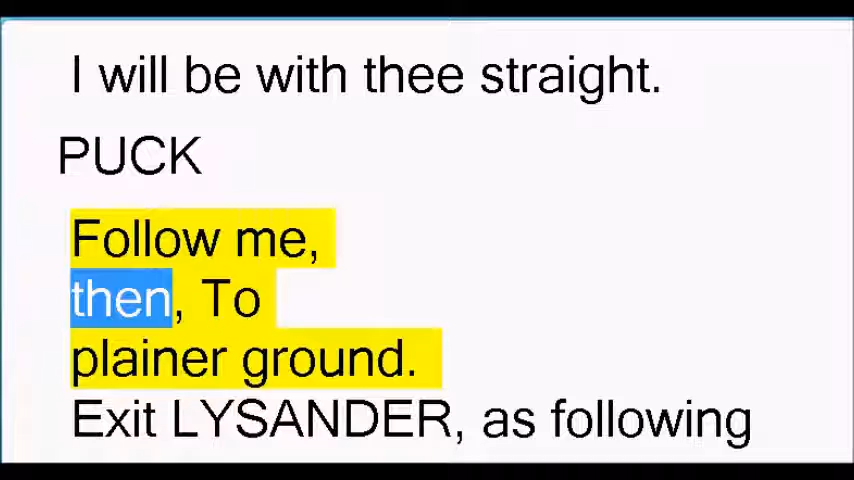 I will be with thee straight.
PUCK
Follow me,
then, To
plainer ground.
Exit LYSANDER, as following